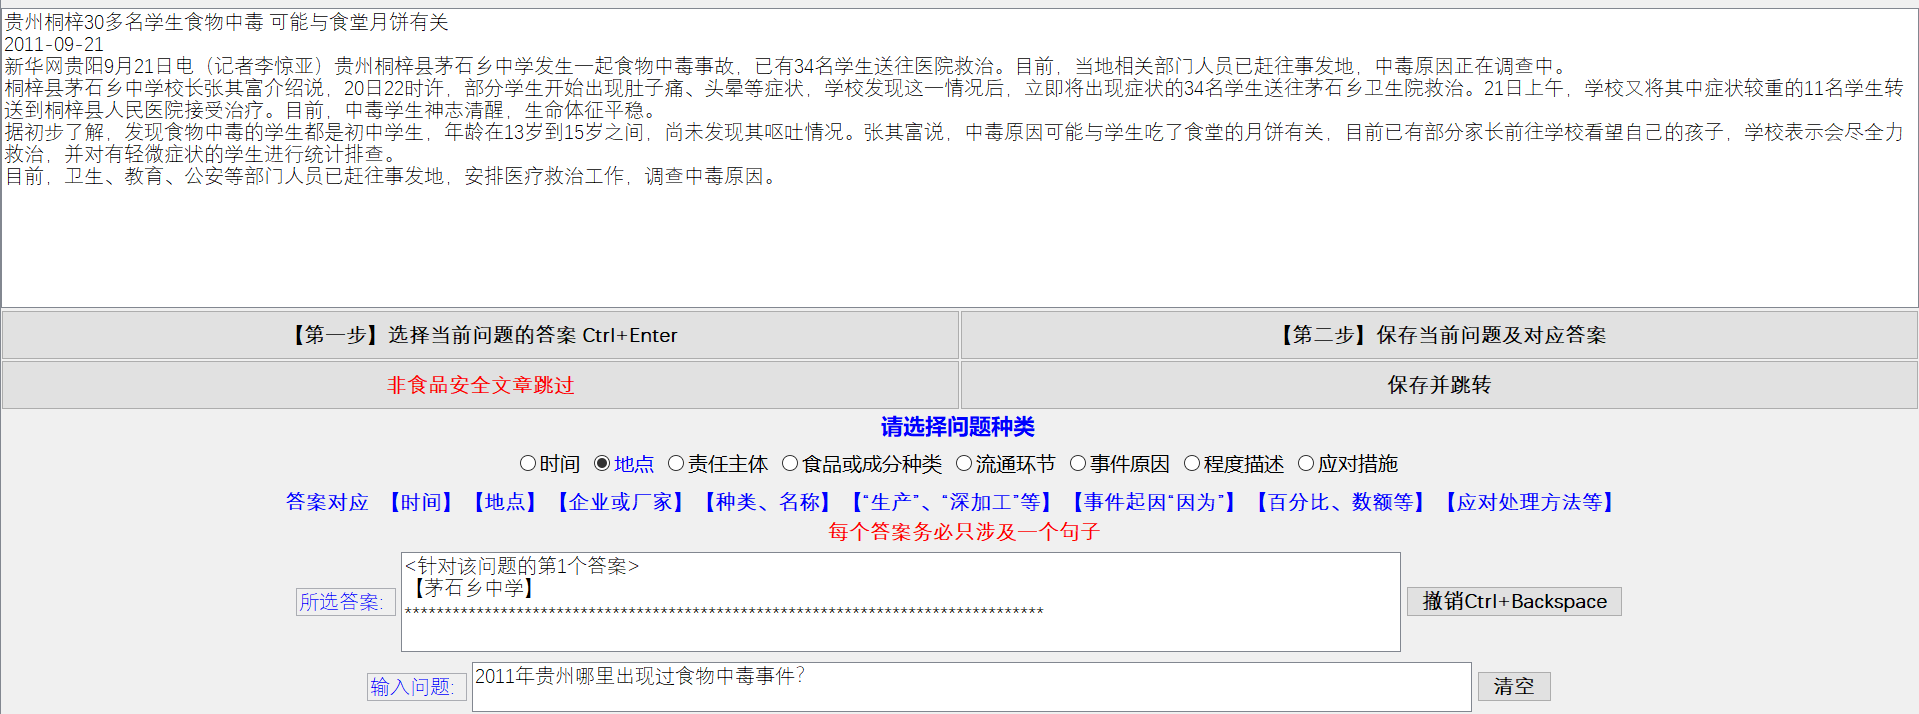 贵州桐梓30多名学生食物中毒 可能与食堂月饼有关
2011-09-21
新华网贵阳9月21日电（记者李惊亚）贵州桐梓县茅石乡中学发生一起食物中毒事故，已有34名学生送往医院救治。目前，当地相关部门人员已赶往事发地，中毒原因正在调查中。
桐梓县茅石乡中学校长张其富介绍说，20日22时许，部分学生开始出现肚子痛、头晕等症状，学校发现这一情况后，立即将出现症状的34名学生送往茅石乡卫生院救治。21日上午，学校又将其中症状较重的11名学生转
送到桐梓县人民医院接受治疗。目前，中毒学生神志清醒，生命体征平稳。
据初步了解，发现食物中毒的学生都是初中学生，年龄在13岁到15岁之间，尚未发现其呕吐情况。张其富说，中毒原因可能与学生吃了食堂的月饼有关，目前已有部分家长前往学校看望自己的孩子，学校表示会尽全力
救治，并对有轻微症状的学生进行统计排查。
目前，卫生、教育、公安等部门人员已赶往事发地，安排医疗救治工作，调查中毒原因。
【第一步】选择当前问题的答案 Ctrl+Enter
【第二步】保存当前问题及对应答案
非食品安全文章跳过
保存并跳转
请选择问题种类
时间 地点 责任主体 食品或成分种类 流通环节 事件原因 程度描述 应对措施
答案对应 【时间】【地点】【企业或厂家】【种类、名称】【“生产”、“深加工”等】【事件起因“因为”】【百分比、数额等】【应对处理方法等】
每个答案务必只涉及一个句子
<针对该问题的第1个答案>
【茅石乡中学】
********************************************************************************
所选答案:
撤销Ctrl+Backspace
输入问题:
2011年贵州哪里出现过食物中毒事件?
清空